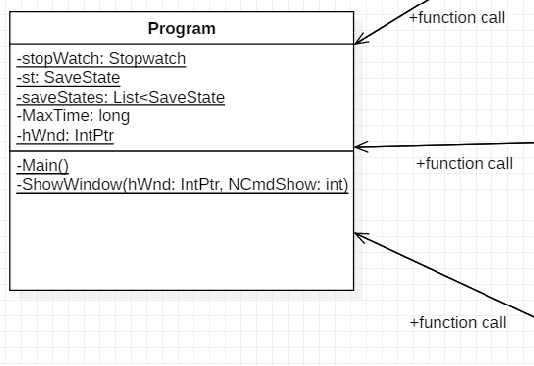 +function call
Program
-stopWatch: Stopwatch
-st: SaveState
-saveStates: List<SaveState
-MaxTime: long
-hWnd: IntPtr
-Main()
+function call
-ShowWindow(hWnd: IntPtr, NCmdShow: int)
+function call